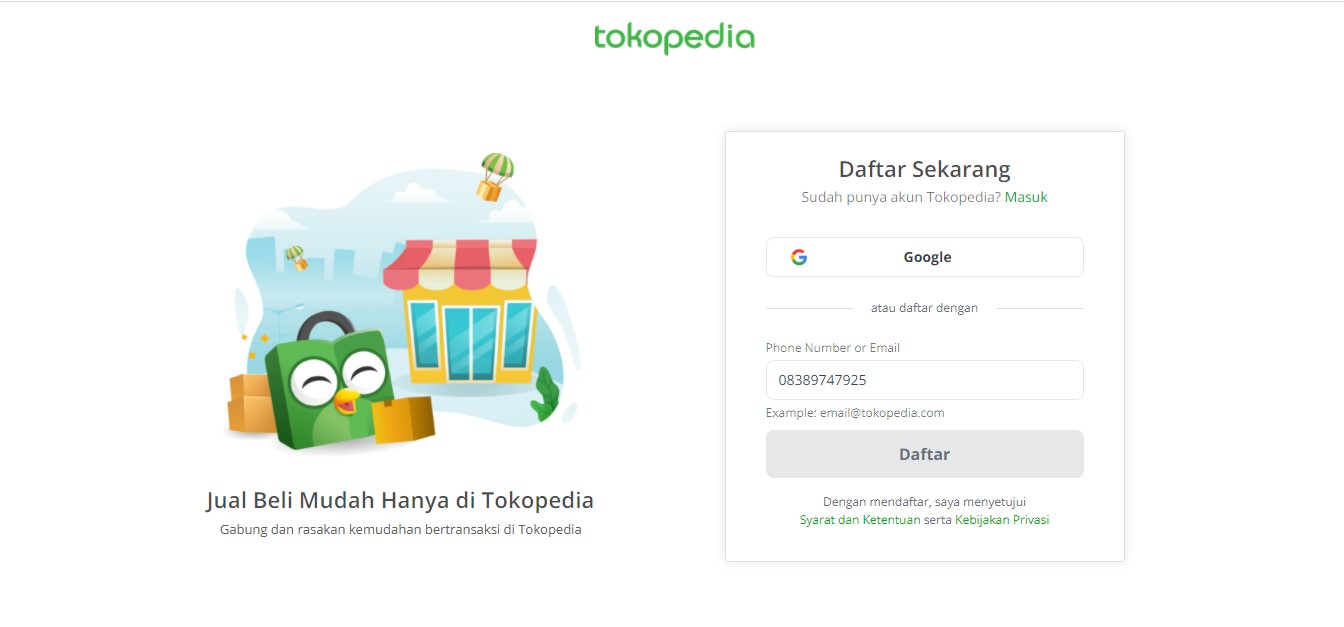 tokopedia
Jual Beli Mudah Hanya di Tokopedia
Gabung dan rasakan kemudahan bertransaksi di Tokopedia
Daftar Sekarang
Sudah punya akun Tokopedia? Masuk
Google
atau daftar dengan
Phone Number or Email
08389747925
Example: email@tokopedia.com
Daftar
Dengan mendaftar, saya menyetujui
Syarat dan Ketentuan serta Kebijakan Privasi